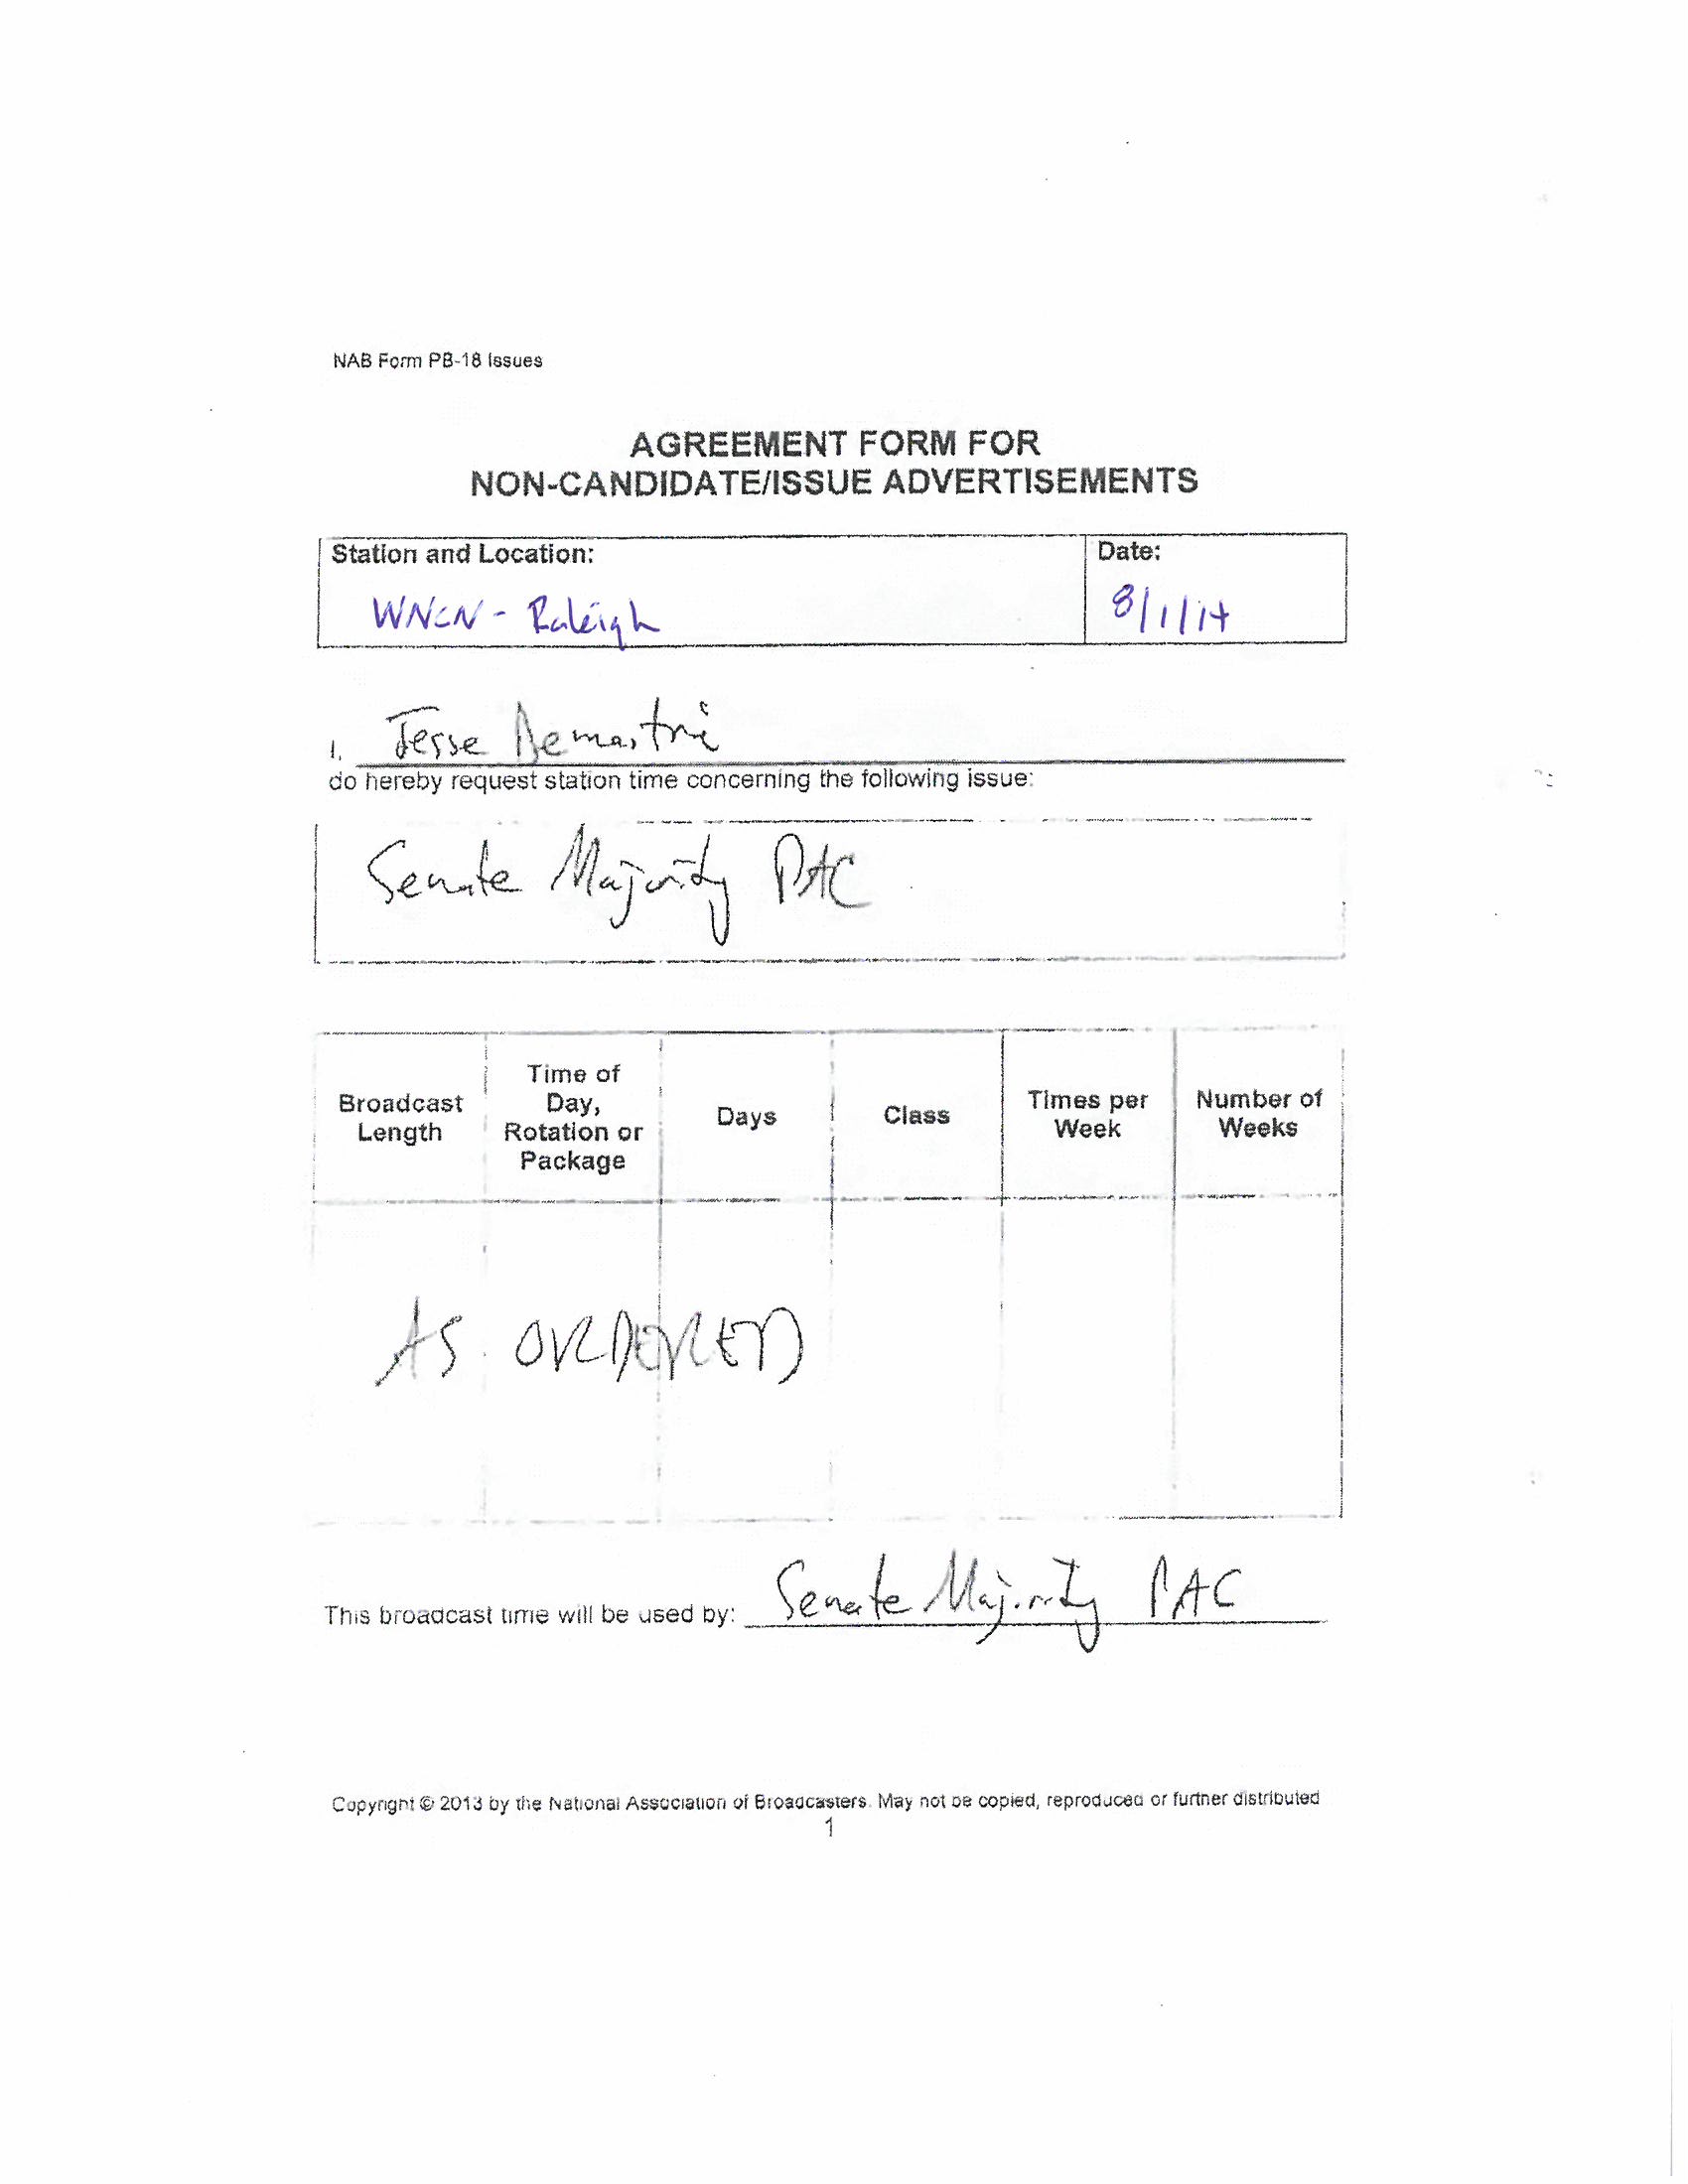 NAB Form PB-18 Issues
AGREEMENT FORM FOR
NON-CANDIDATE/ISSUE ADVERTISEMENTS
Station and Location:
Date:
WNCN - Raleigh
8/1/14
I, Jesse Demastrie
do hereby request station time concerning the following issue:
Senate Majority PAC
Broadcast Length
Time of Day, Rotation or Package
Days
Class
Times per Week
Number of Weeks
AS ORDERED
This broadcast time will be used by: Senate Majority PAC
Copyright © 2013 by the National Association of Broadcasters. May not be copied, reproduced or further distributed
1